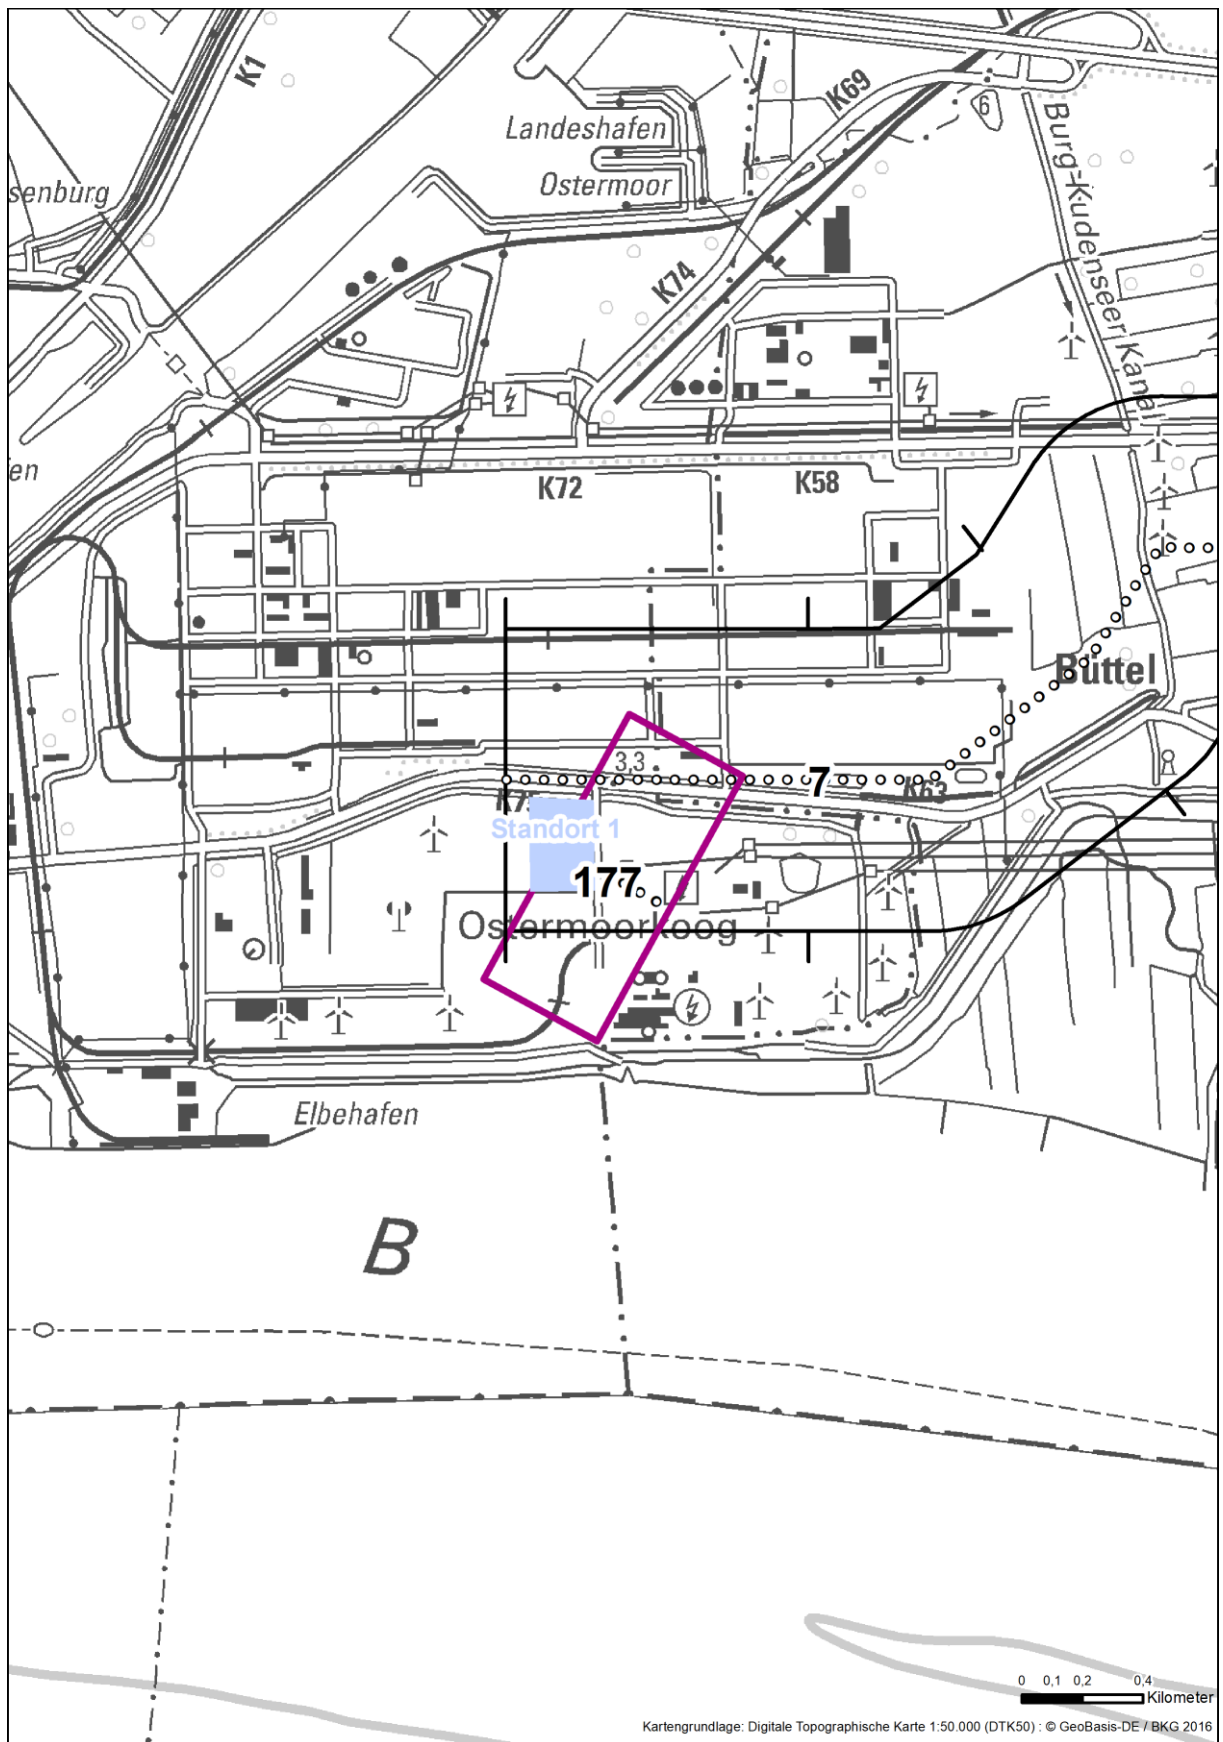 K1
K69
6
Landeshafen
Ostermoor
senburg
Burg-Kudenseer Kanal
K74
en
K72
K58
Büttel
3,3
7
K63
Standort 1
177
Ostermoorkoog
Elbehafen
B
0 0,1 0,2 0,4
Kilometer
Kartengrundlage: Digitale Topographische Karte 1:50.000 (DTK50) : © GeoBasis-DE / BKG 2016